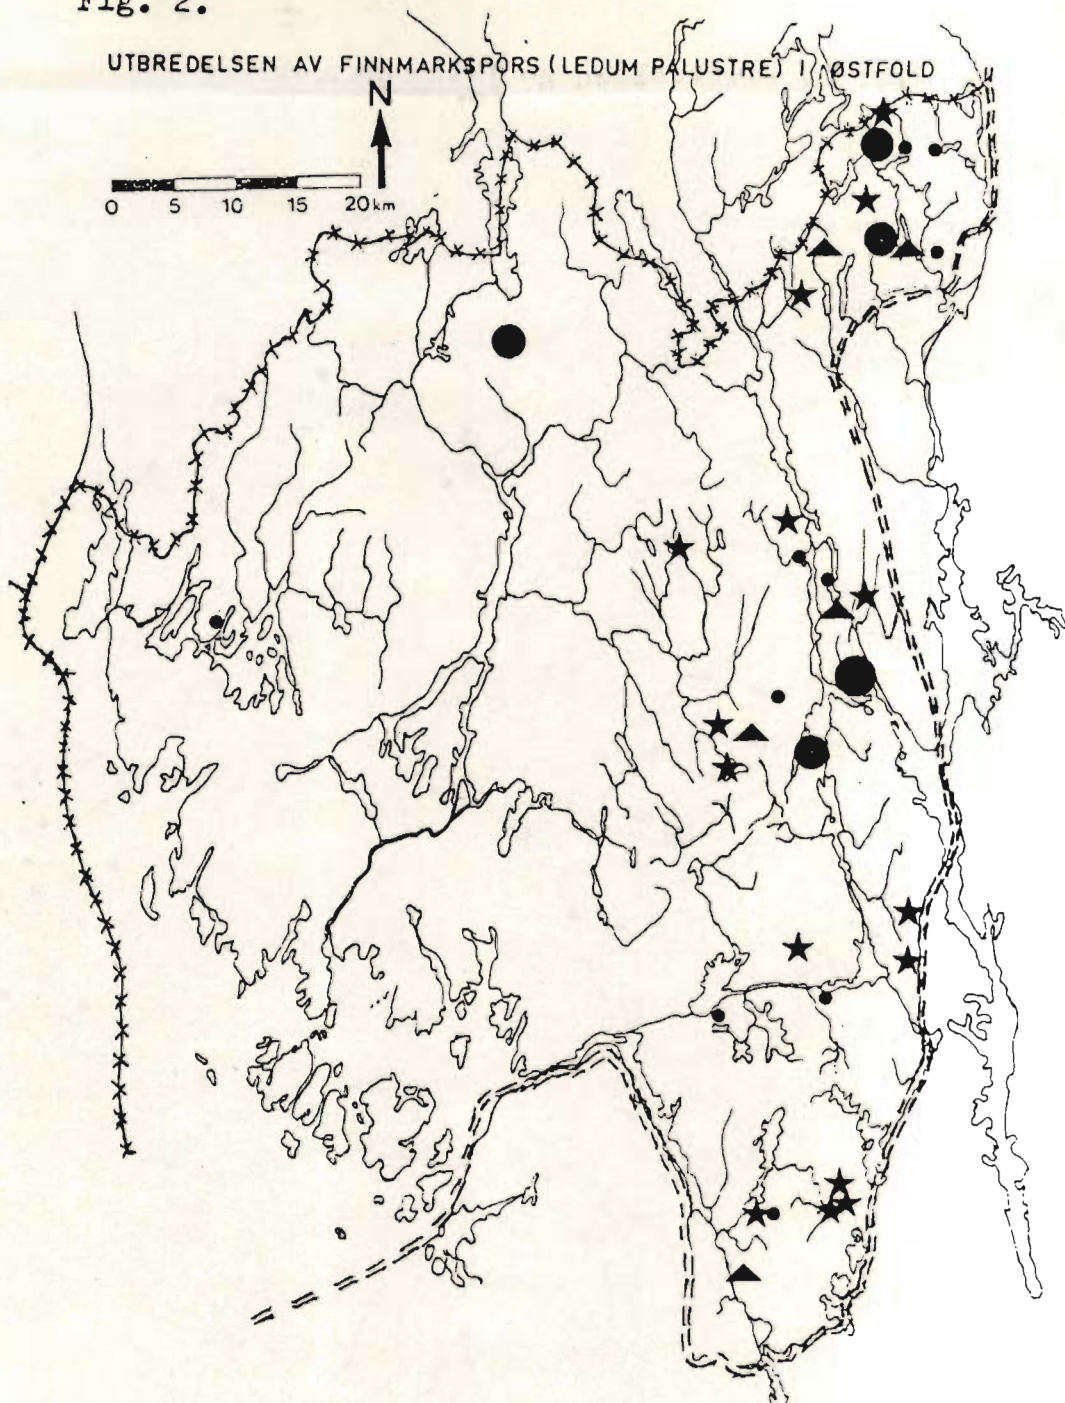 Fig. 2.
UTBREDELSEN AV FINNMARKSPORS (LEDUM PALUSTRE) I ØSTFOLD
N
0 5 10 15 20 km